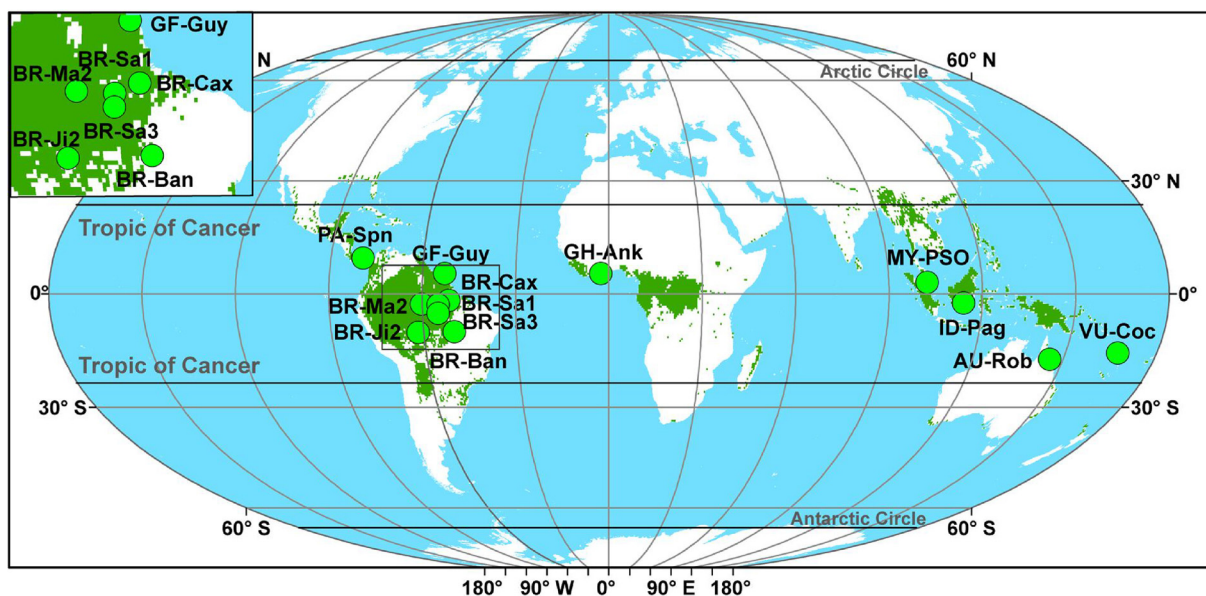 GF-Guy
BR-Sa1
BR-Ma2
BR-Cax
BR-Sa3
BR-Ji2
BR-Ban
N
60° N
Arctic Circle
30° N
Tropic of Cancer
PA-Spn
GF-Guy
GH-Ank
MY-PSO
BR-Cax
0°
BR-Ma2
BR-Sa1
0°
BR-Sa3
BR-Ji2
ID-Pag
VU-Coc
BR-Ban
AU-Rob
Tropic of Cancer
30° S
30° S
60° S
Antarctic Circle
60° S
180° 90° W 0° 90° E 180°